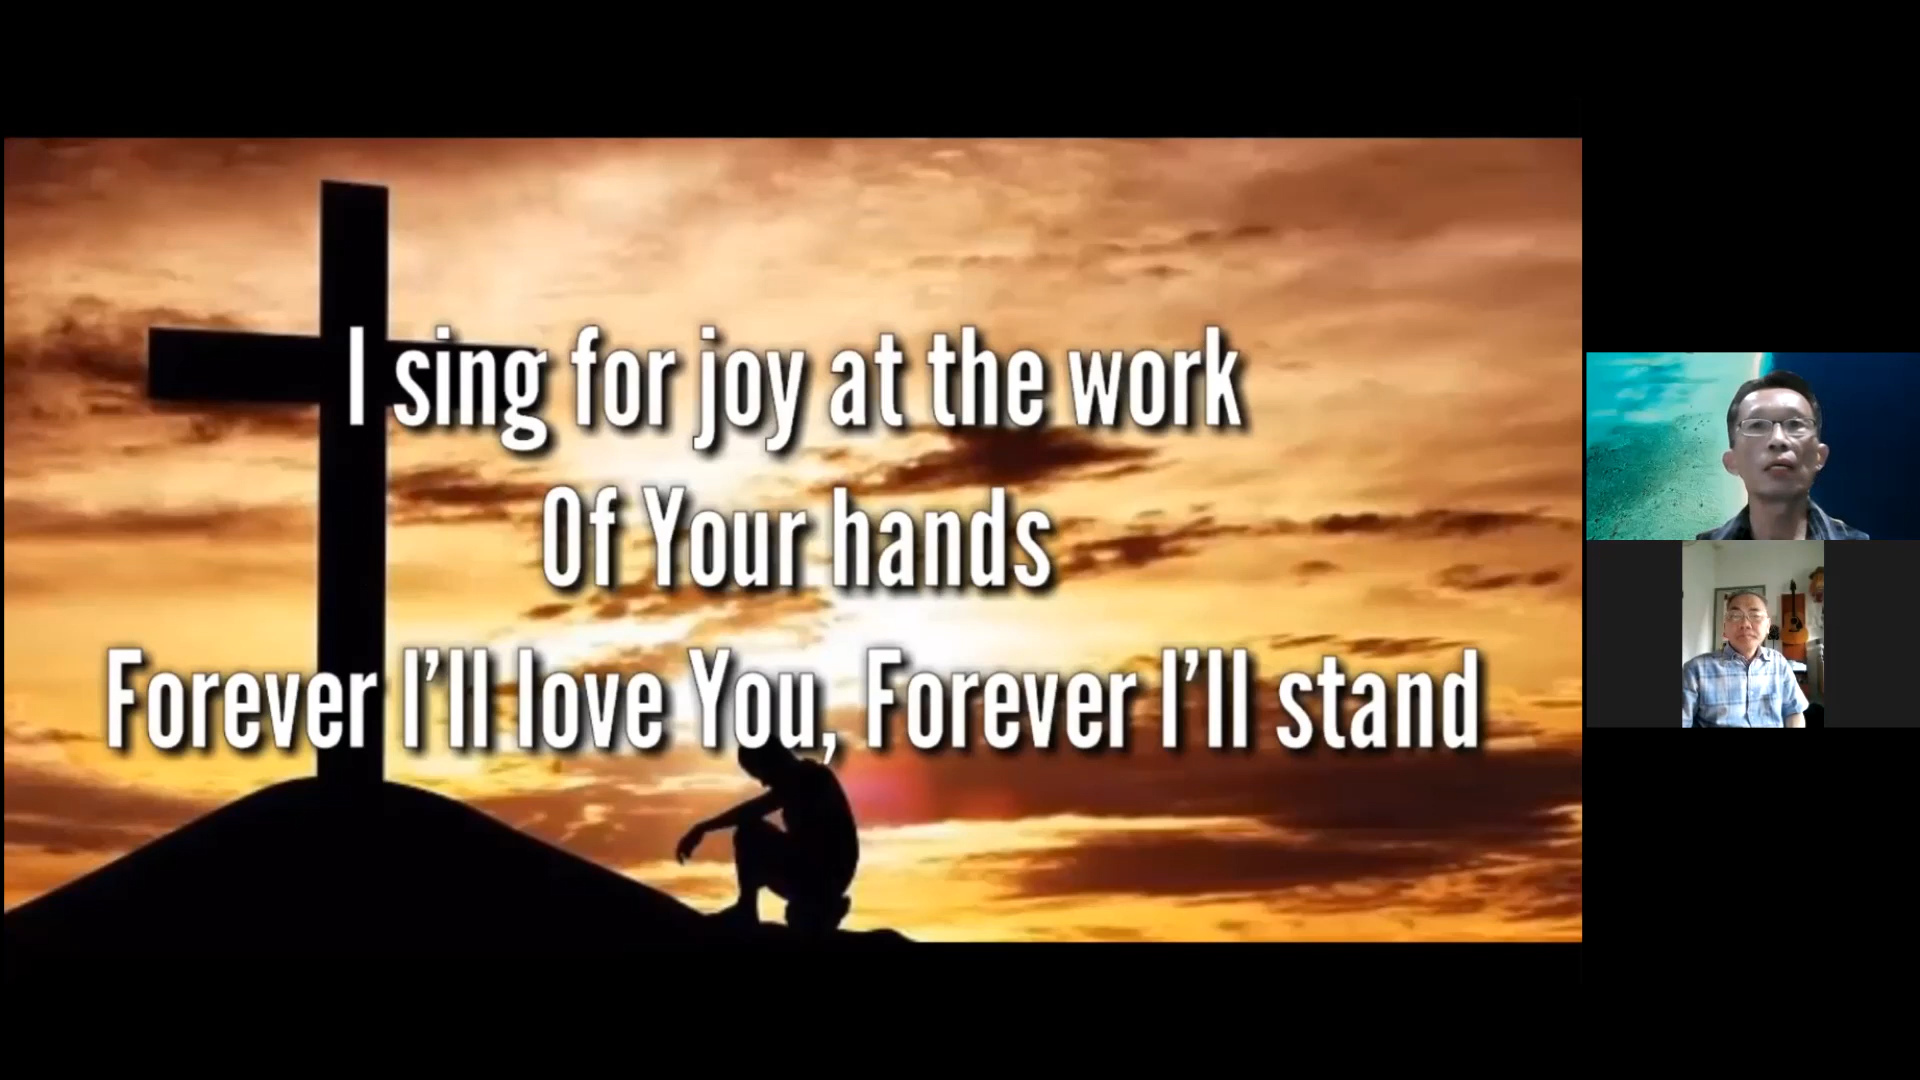 I sing for joy at the work
Of Your hands
Forever I'll love You, Forever I'll stand